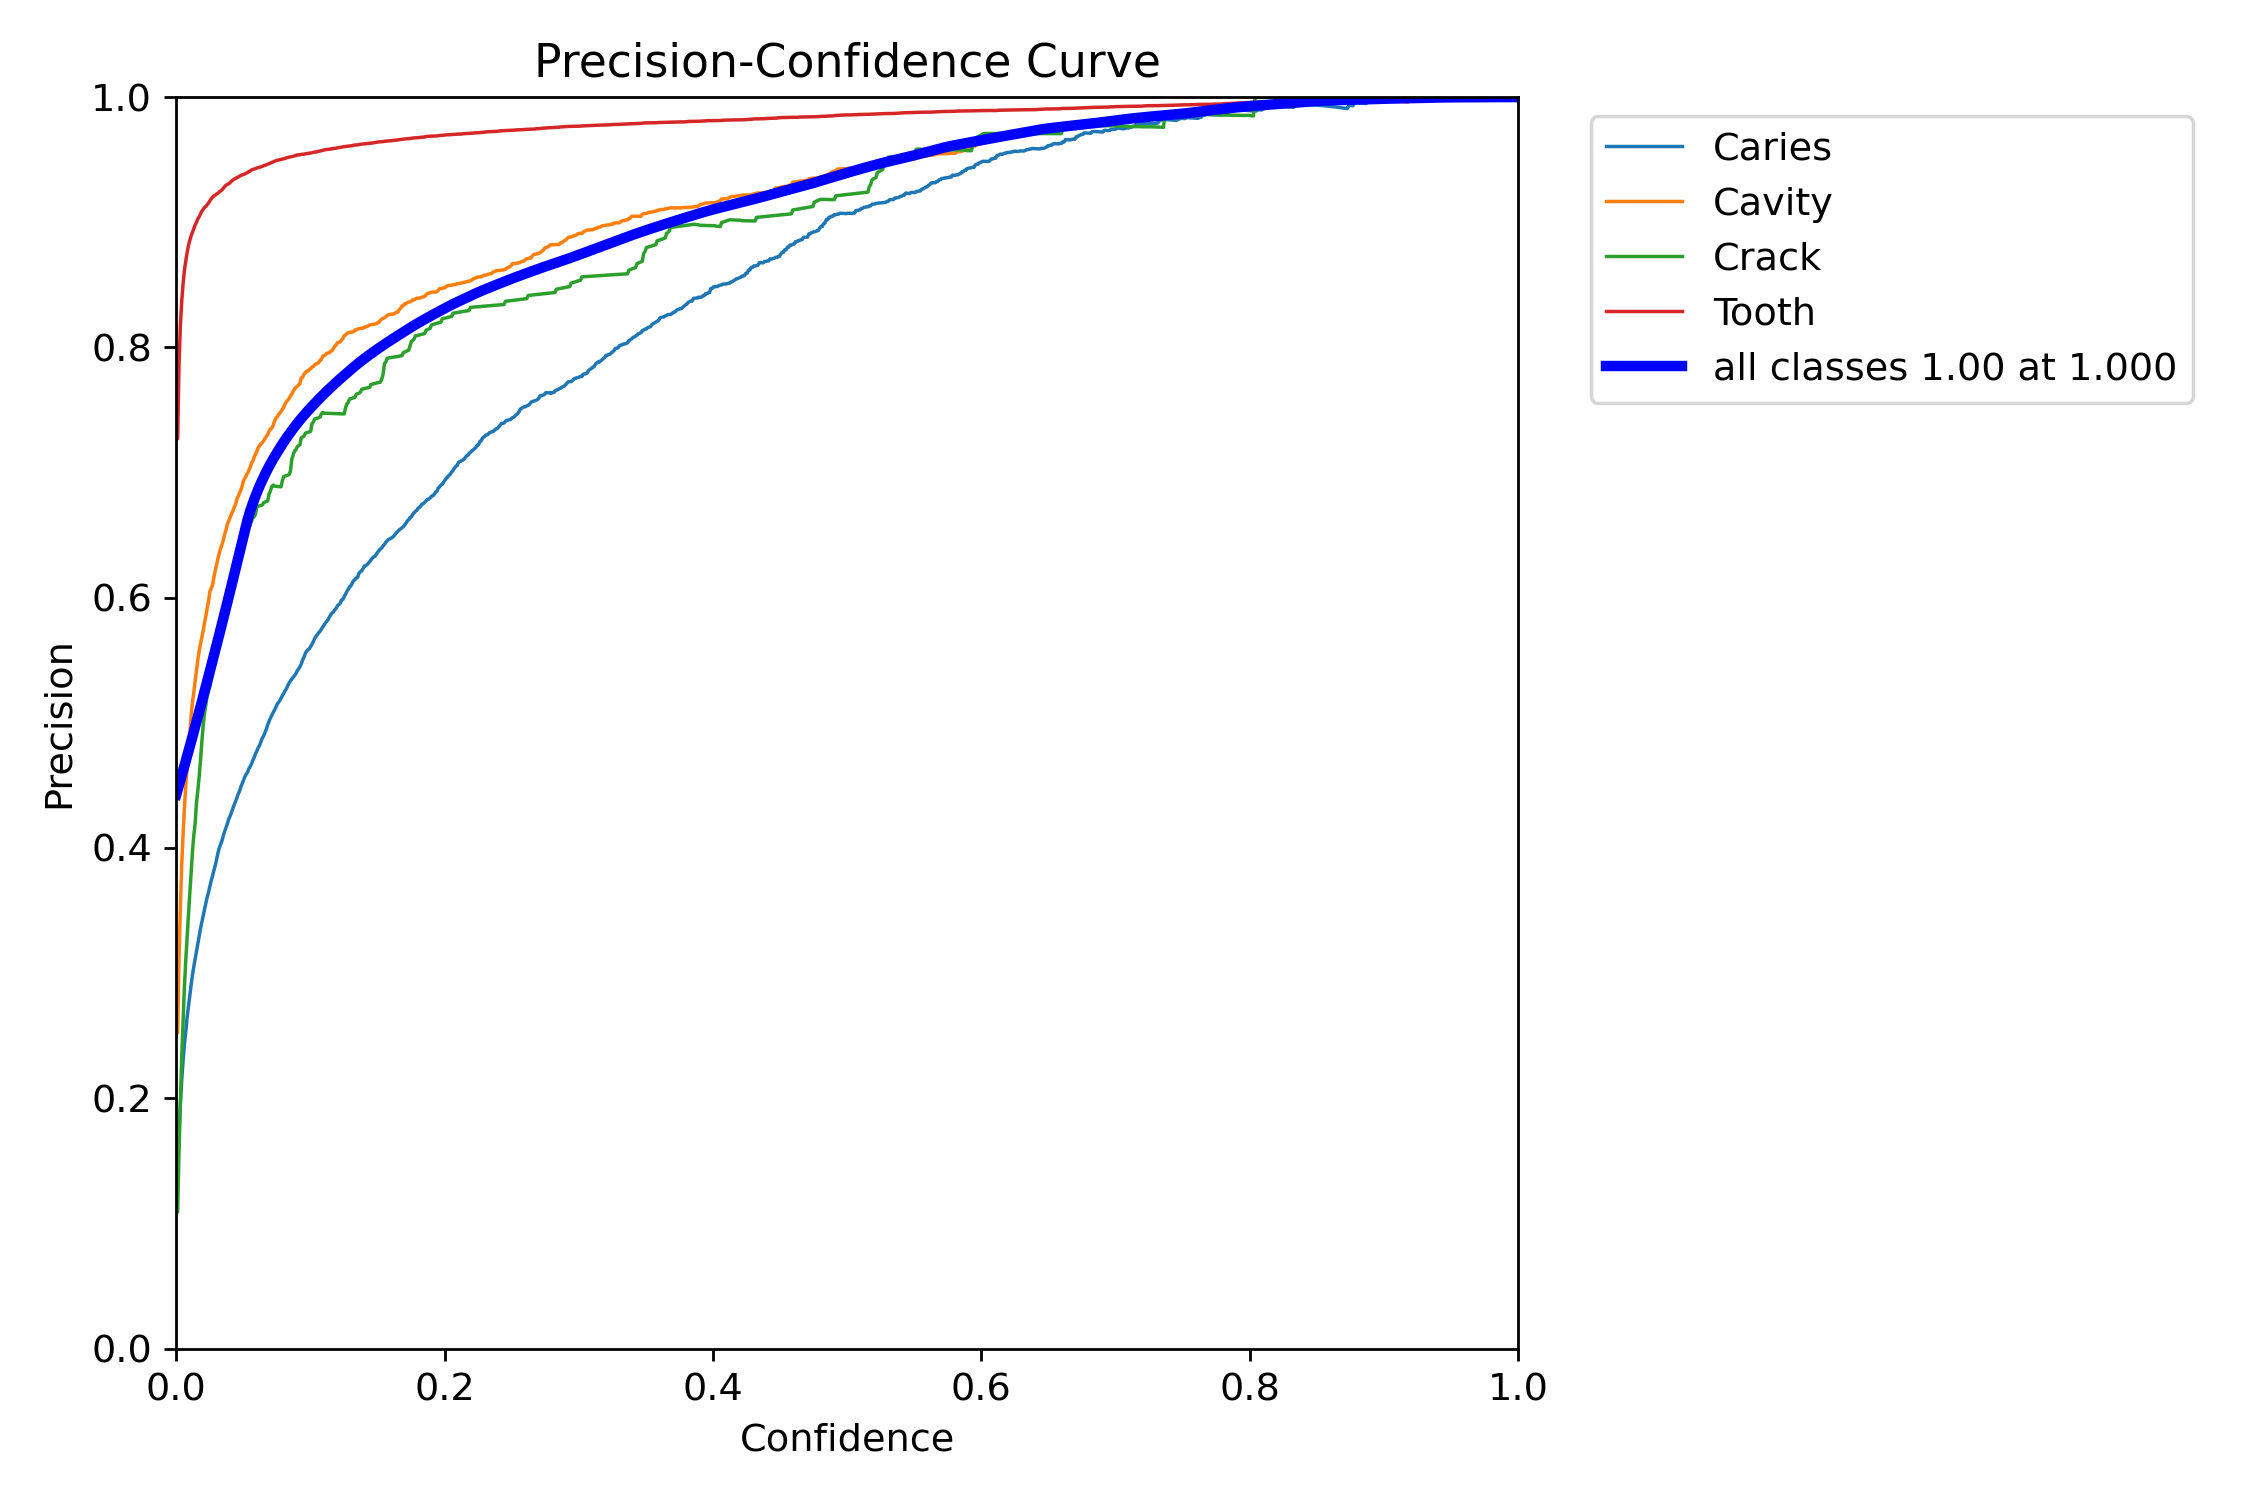 Precision-Confidence Curve
1.0
0.8
0.6
0.4
0.2
0.0
Precision
0.0 0.2 0.4 0.6 0.8 1.0
Confidence
Caries
Cavity
Crack
Tooth
all classes 1.00 at 1.000